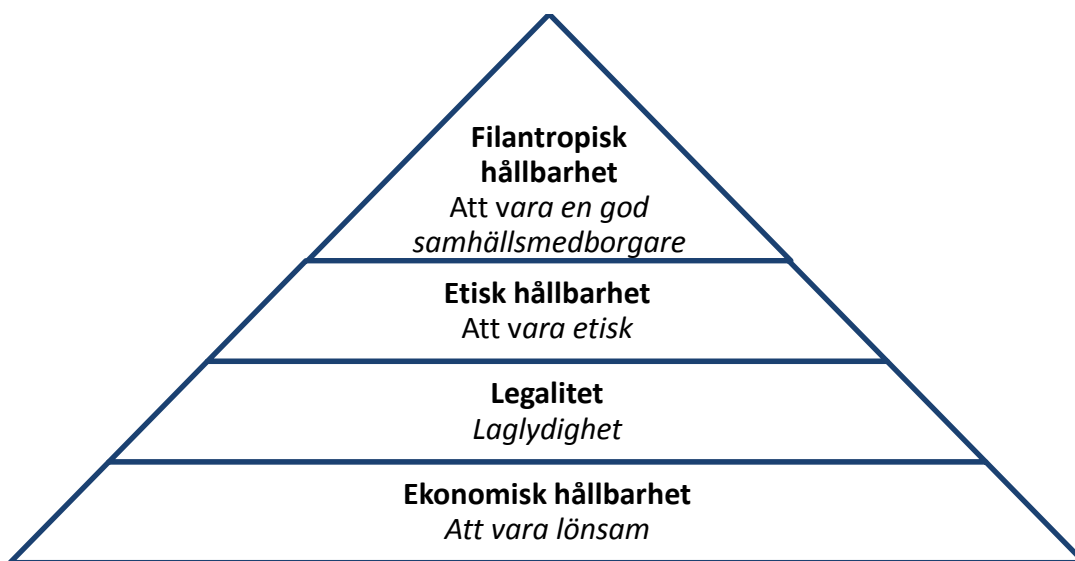 Filantropisk
hållbarhet
Att vara en god
samhällsmedborgare
Etisk hållbarhet
Att vara etisk
Legalitet
Laglydighet
Ekonomisk hållbarhet
Att vara lönsam